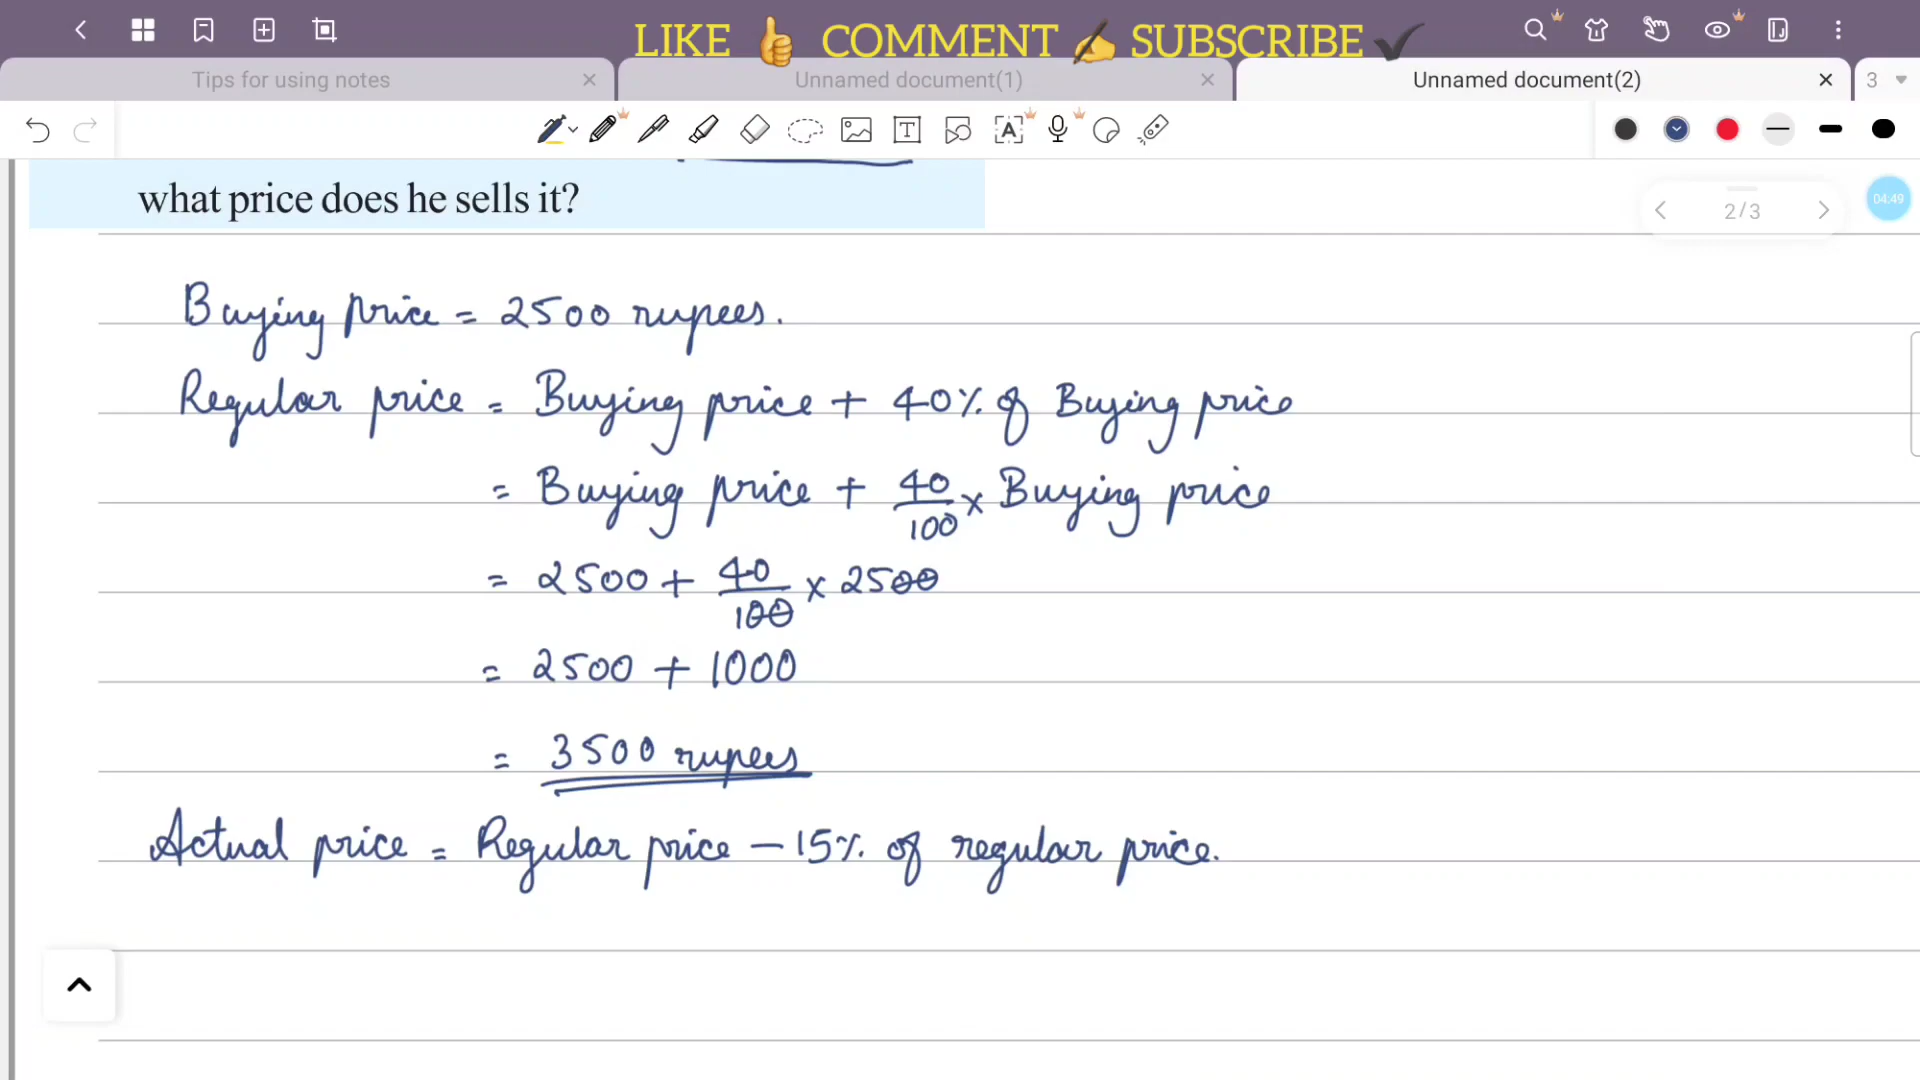 LIKE 👍 COMMENT ✍ SUBSCRIBE ✔
Tips for using notes
Unnamed document(1)
Unnamed document(2)
3
what price does he sells it?
2/3
04:49
Buying price = 2500 rupees.
Regular price = Buying price + 40% of Buying price
= Buying price + 40/100 × Buying price
= 2500 + 40/100 × 2500
= 2500 + 1000
= 3500 rupees
Actual price = Regular price - 15% of regular price.